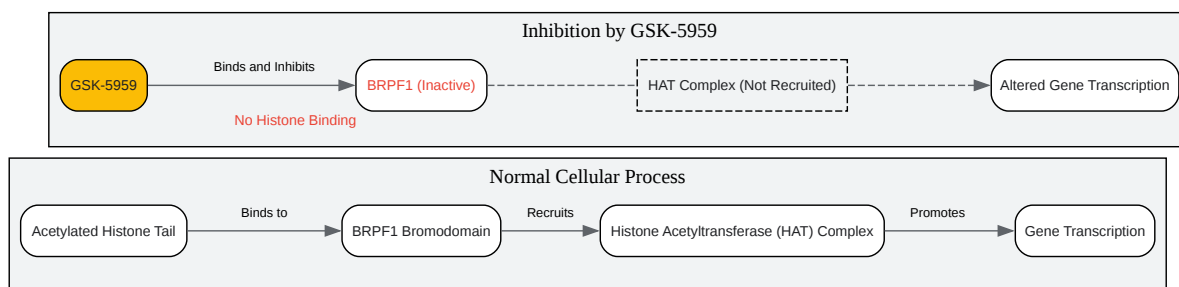 Inhibition by GSK-5959
GSK-5959
Binds and Inhibits
BRPF1 (Inactive)
HAT Complex (Not Recruited)
Altered Gene Transcription
No Histone Binding
Normal Cellular Process
Acetylated Histone Tail
Binds to
BRPF1 Bromodomain
Recruits
Histone Acetyltransferase (HAT) Complex
Promotes
Gene Transcription